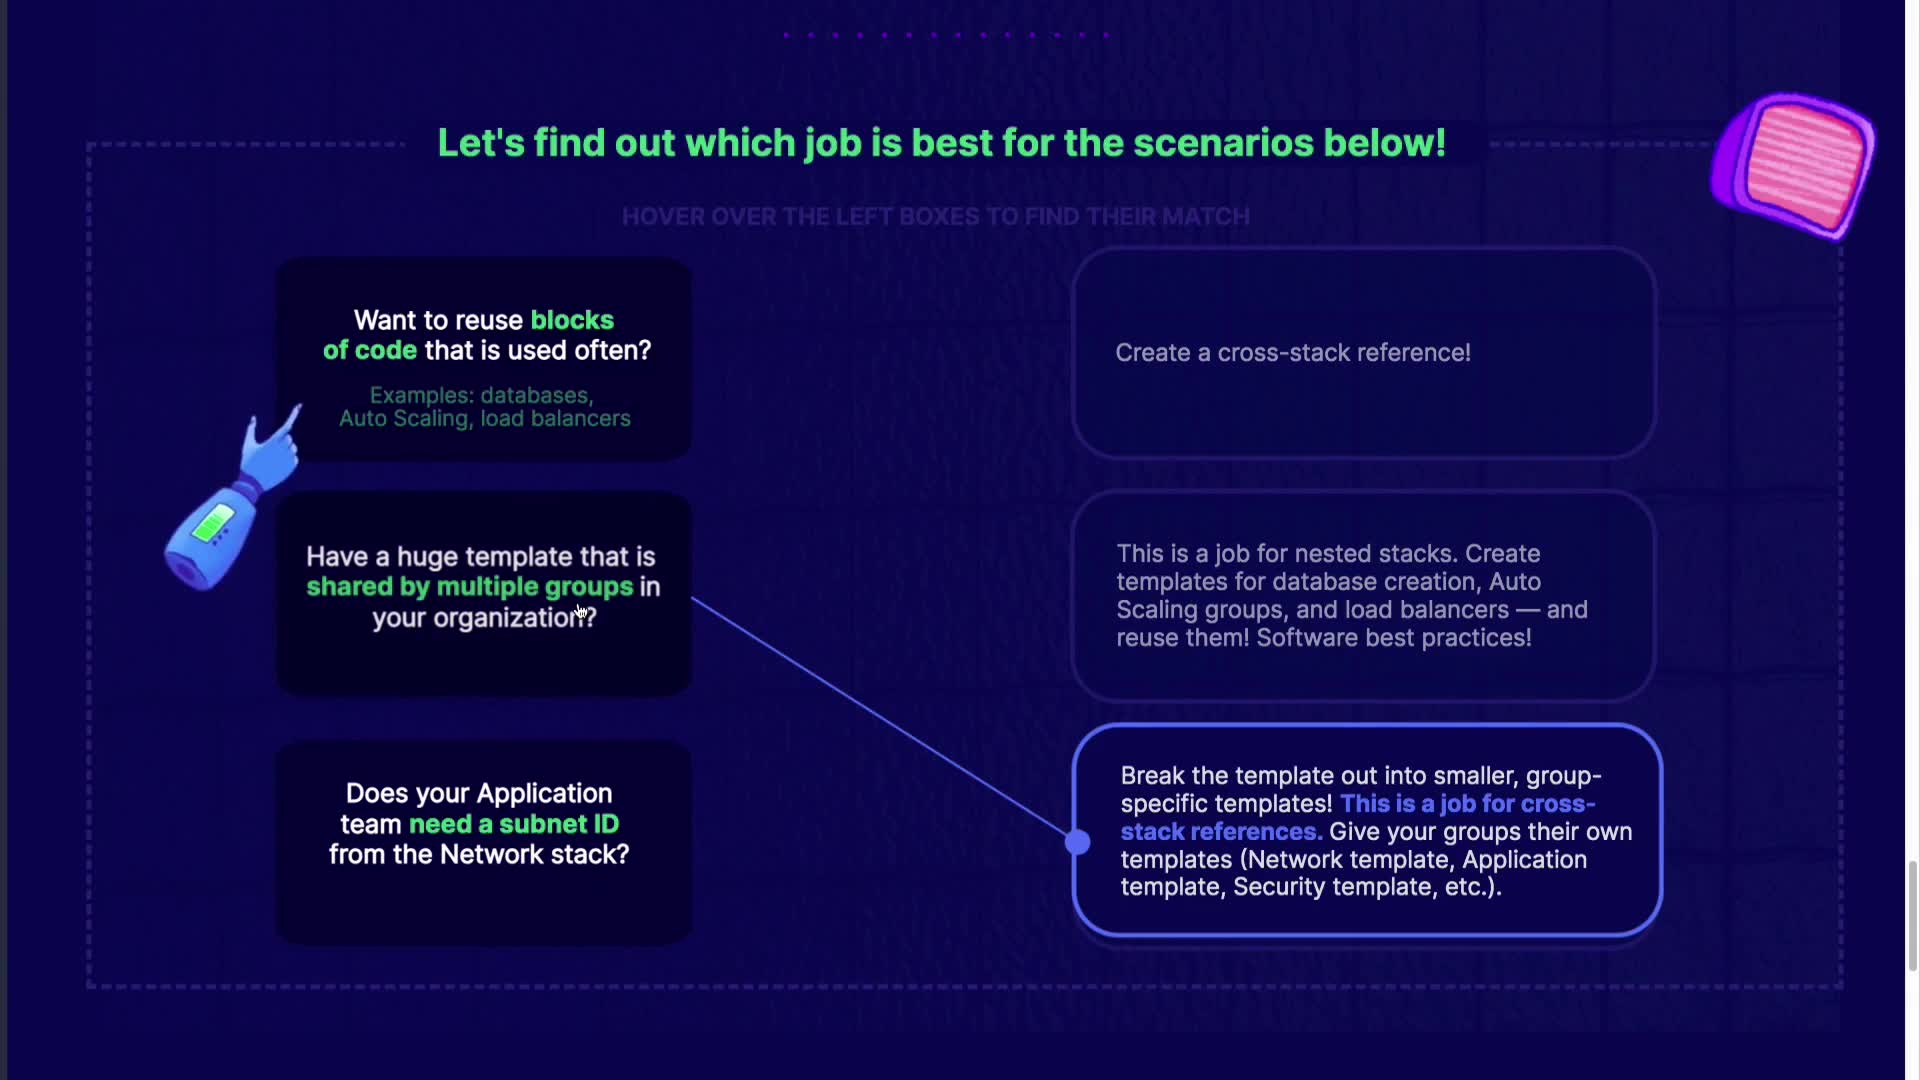 Let's find out which job is best for the scenarios below!
HOVER OVER THE LEFT BOXES TO FIND THEIR MATCH
Want to reuse blocks
of code that is used often?
Examples: databases,
Auto Scaling, load balancers
Create a cross-stack reference!
Have a huge template that is
shared by multiple groups in
your organization?
This is a job for nested stacks. Create
templates for database creation, Auto
Scaling groups, and load balancers — and
reuse them! Software best practices!
Does your Application
team need a subnet ID
from the Network stack?
Break the template out into smaller, group-
specific templates! This is a job for cross-
stack references. Give your groups their own
templates (Network template, Application
template, Security template, etc.).